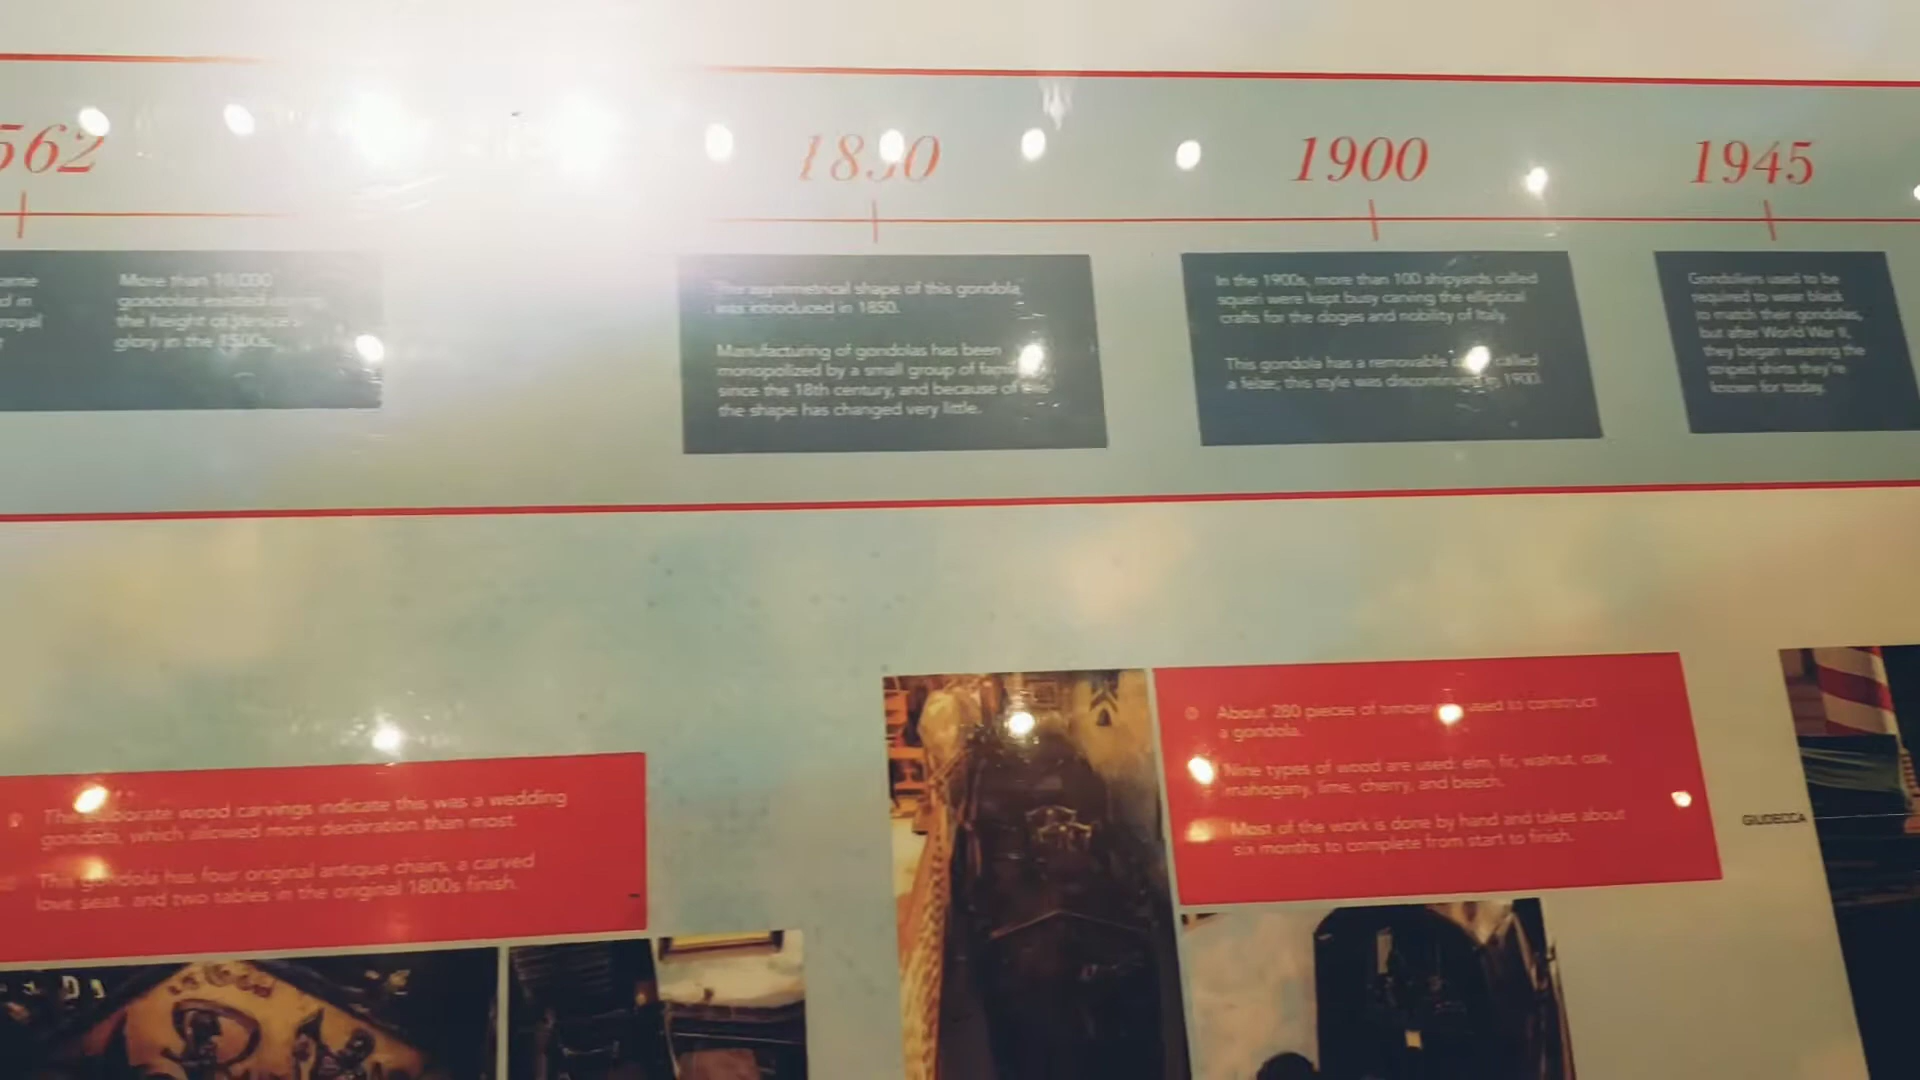 562
1850
1900
1945
More than 10,000
gondolas existed during
the height of Venice's
glory in the 1500s.
royal
The asymmetrical shape of this gondola
was introduced in 1850.
Manufacturing of gondolas has been
monopolized by a small group of
since the 18th century, and because of this
the shape has changed very little.
In the 1900s, more than 100 shipyards called
squeri were kept busy carving the elliptical
crafts for the doges and nobility of Italy.
This gondola has a removable called
a felze; this style was discontinued in 1900.
Gondoliers used to be
required to wear black
to match their gondolas,
but after World War II,
they began wearing the
striped shirts they're
known for today.
The elaborate wood carvings indicate this was a wedding
gondola, which allowed more decoration than most.
This gondola has four original antique chairs, a carved
love seat, and two tables in the original 1800s finish.
About 280 pieces of timber used to construct
a gondola.
Nine types of wood are used: elm, fir, walnut, oak,
mahogany, lime, cherry, and beech.
Most of the work is done by hand and takes about
six months to complete from start to finish.
GIUDECCA